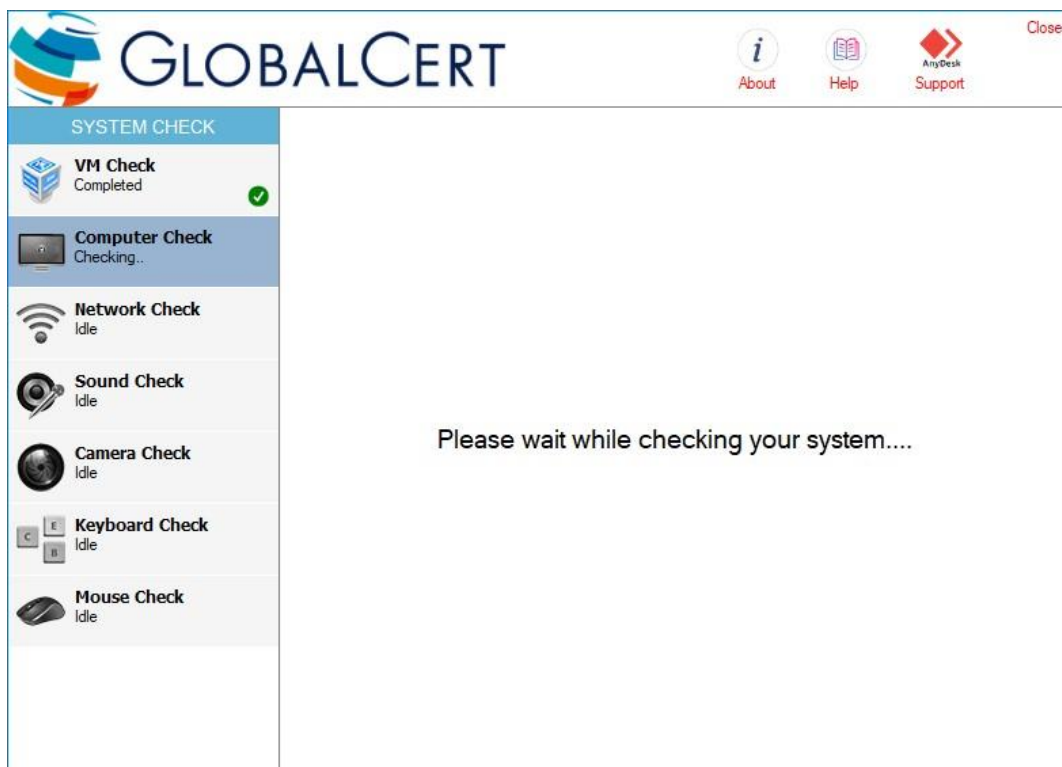 GLOBALCERT
Close
i
AnyDesk
About
Help
Support
SYSTEM CHECK
VM Check
Completed
Computer Check
Checking..
Network Check
Idle
Sound Check
Idle
Camera Check
Idle
Keyboard Check
Idle
C
E
B
Mouse Check
Idle
Please wait while checking your system....